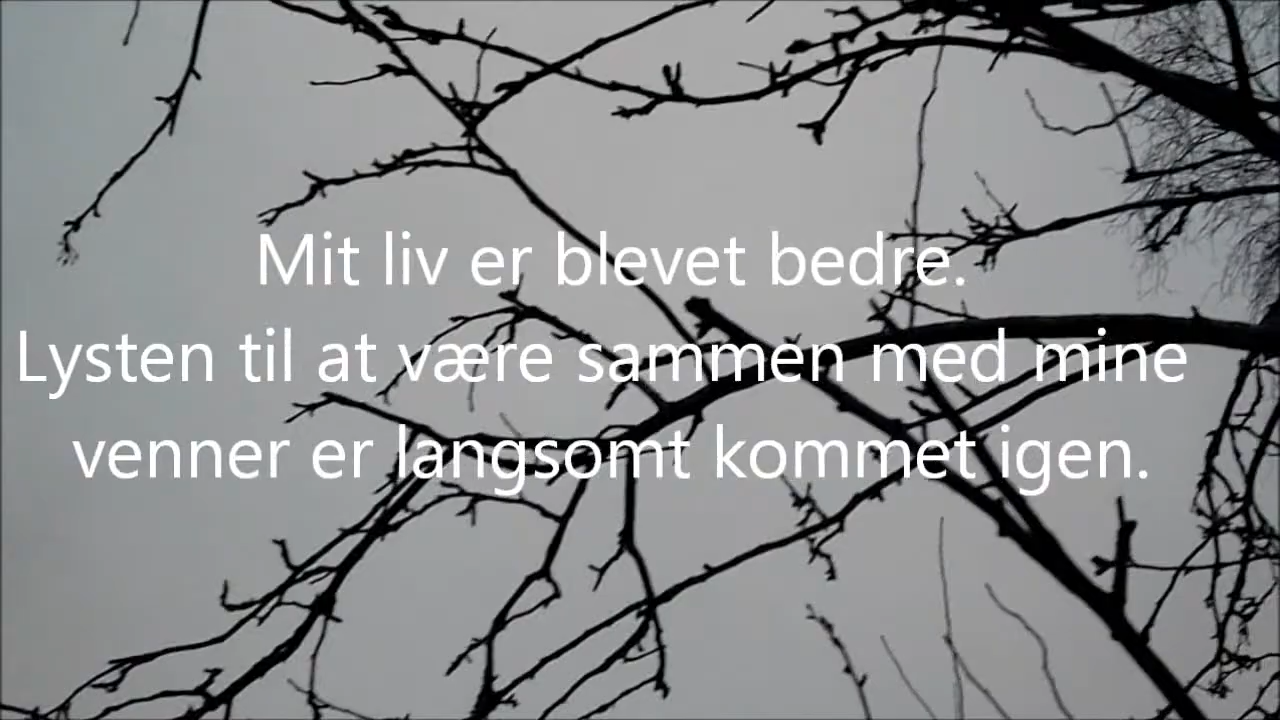 Mit liv er blevet bedre.
Lysten til at være sammen med mine
venner er langsomt kommet igen.